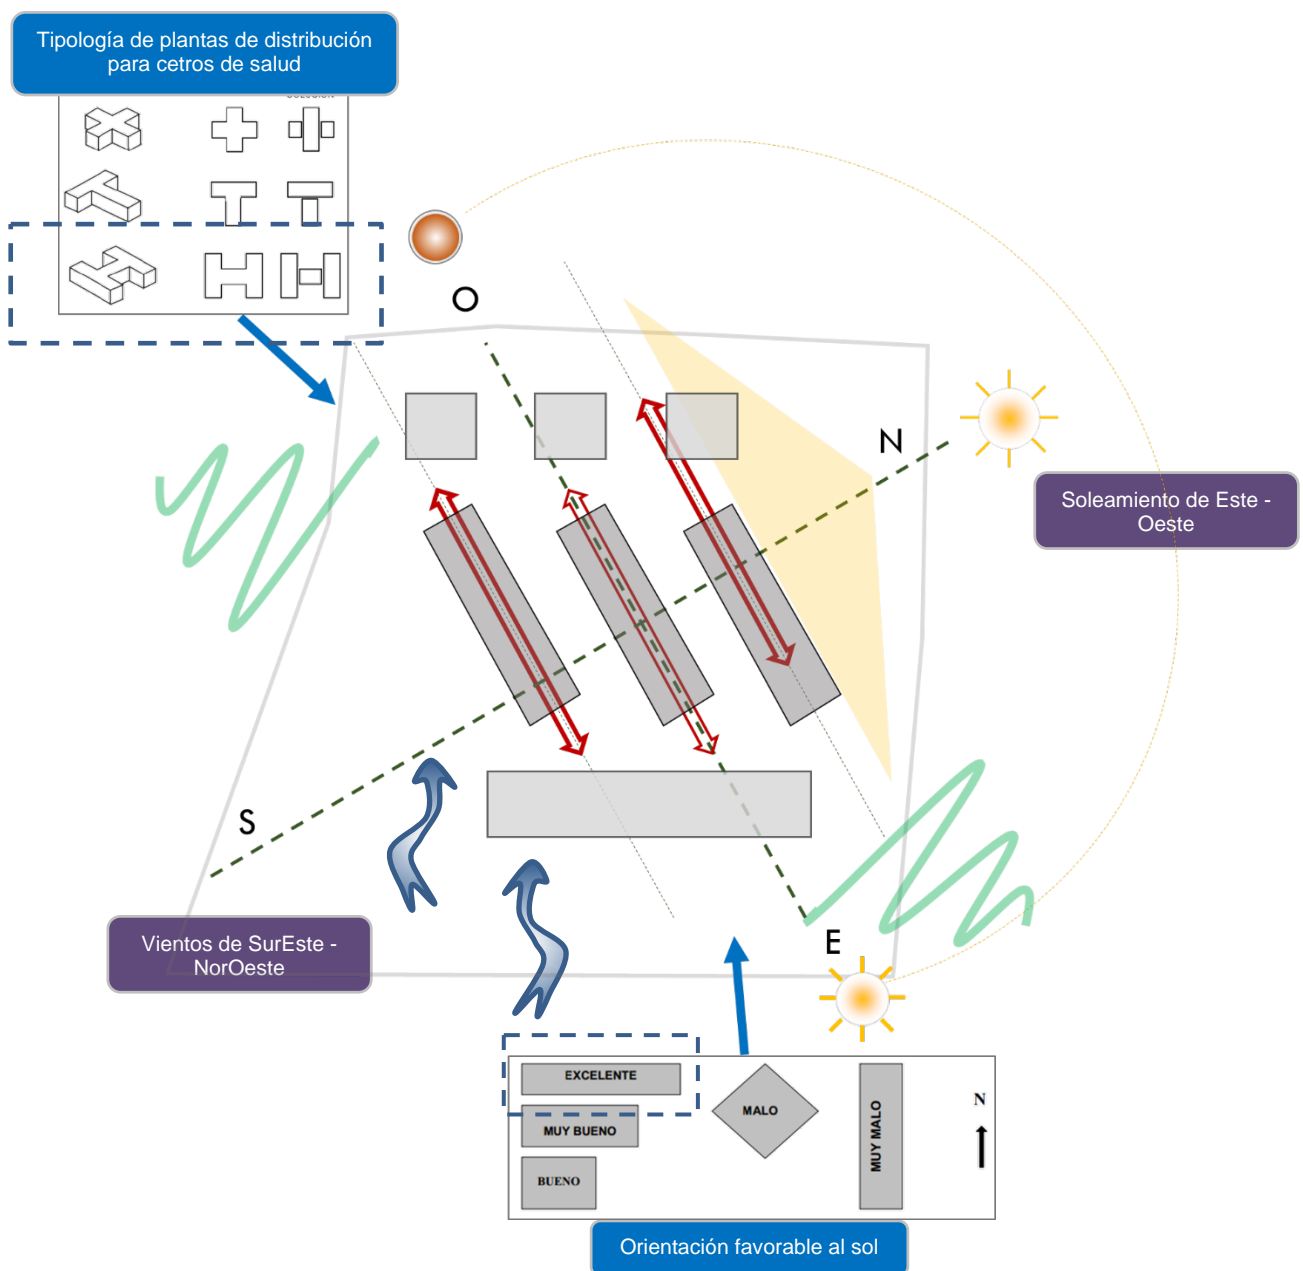 Tipología de plantas de distribución
para cetros de salud
O
N
Soleamiento de Este -
Oeste
S
Vientos de SurEste -
NorOeste
E
EXCELENTE
MUY BUENO
BUENO
MALO
MUY MALO
N
Orientación favorable al sol